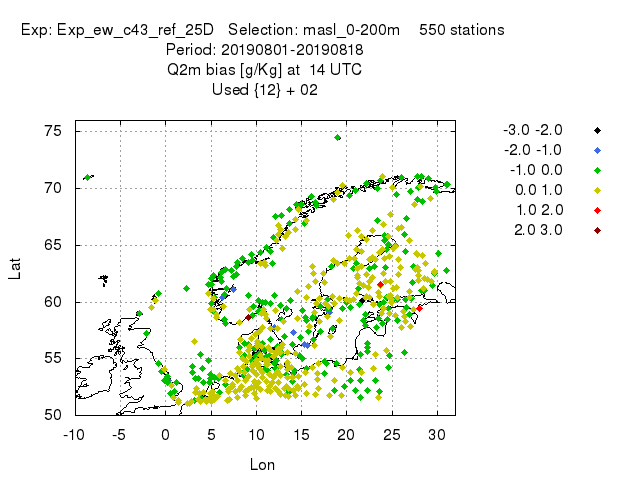 Exp: Exp_ew_c43_ref_25D   Selection: masl_0-200m    550 stations
Period: 20190801-20190818
Q2m bias [g/Kg] at  14 UTC
Used {12} + 02
-3.0 -2.0
-2.0 -1.0
-1.0 0.0
0.0 1.0
1.0 2.0
2.0 3.0
75
70
65
60
55
50
Lat
-10 -5 0 5 10 15 20 25 30
Lon